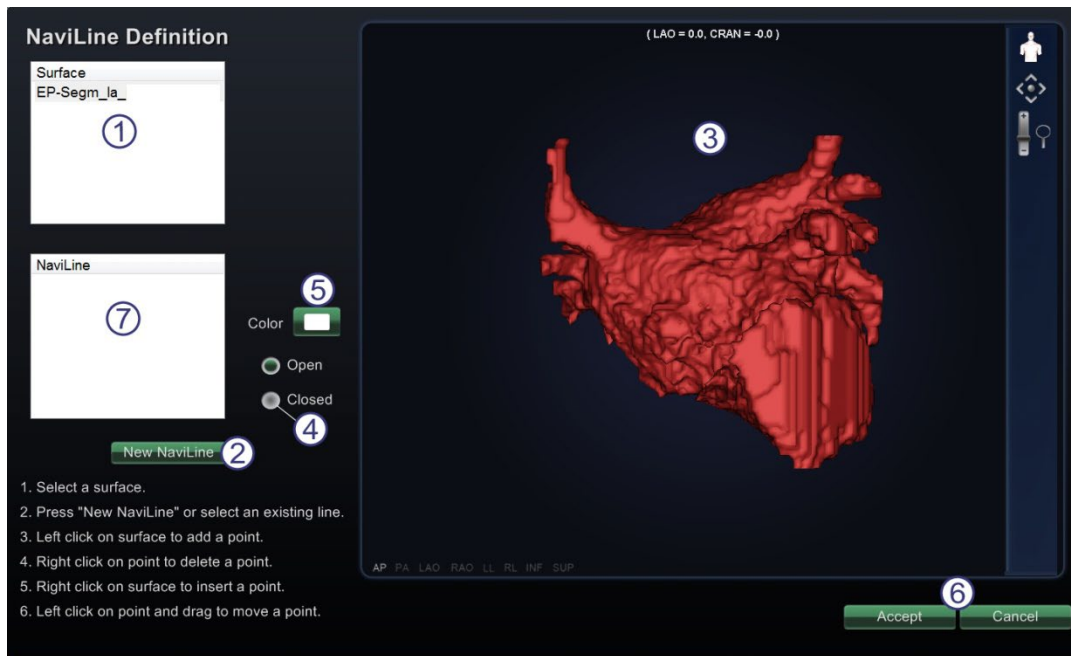 NaviLine Definition
( LAO = 0.0, CRAN = -0.0 )
Surface
EP-Segm_la_
1
3
NaviLine
7
5
Color
Open
Closed
4
New NaviLine
2
1. Select a surface.
2. Press "New NaviLine" or select an existing line.
3. Left click on surface to add a point.
4. Right click on point to delete a point.
5. Right click on surface to insert a point.
6. Left click on point and drag to move a point.
AP PA LAO RAO LL RL INF SUP
6
Accept
Cancel